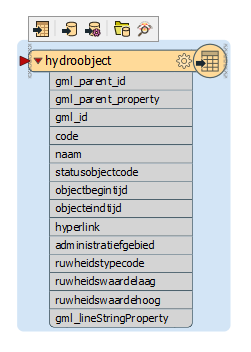 hydroobject
gml_parent_id
gml_parent_property
gml_id
code
naam
statusobjectcode
objectbegintijd
objecteindtijd
hyperlink
administratiefgebied
ruwheidstypecode
ruwheidswaardelaag
ruwheidswaardehoog
gml_lineStringProperty